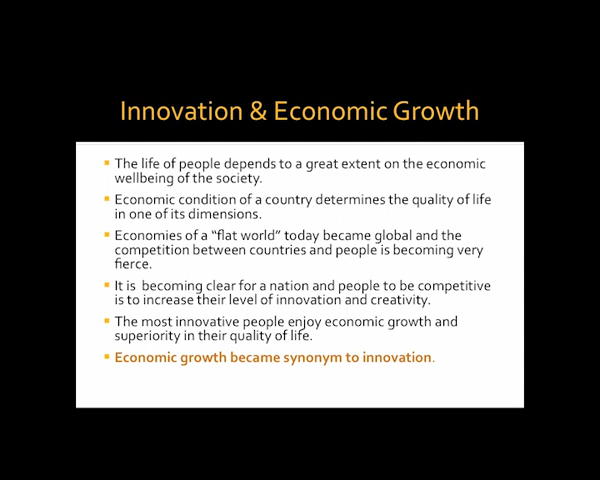 Innovation & Economic Growth
The life of people depends to a great extent on the economic
wellbeing of the society.
Economic condition of a country determines the quality of life
in one of its dimensions.
Economies of a “flat world” today became global and the
competition between countries and people is becoming very
fierce.
It is becoming clear for a nation and people to be competitive
is to increase their level of innovation and creativity.
The most innovative people enjoy economic growth and
superiority in their quality of life.
Economic growth became synonym to innovation.